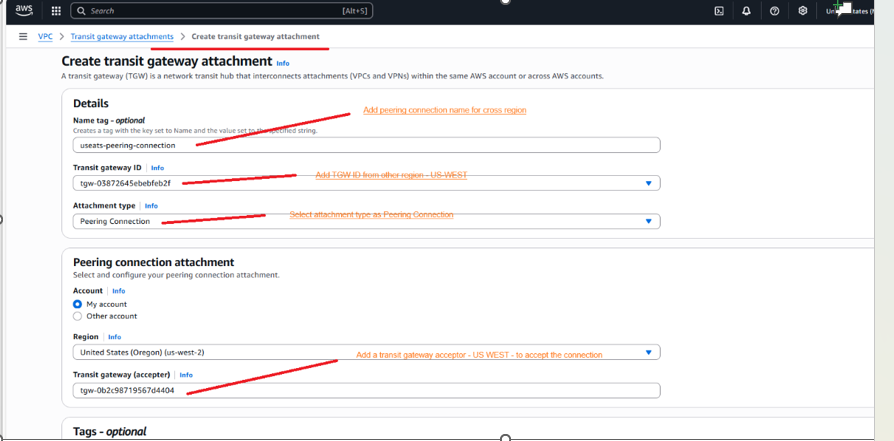 aws
Search [Alt+S]
VPC > Transit gateway attachments > Create transit gateway attachment
Create transit gateway attachment Info
A transit gateway (TGW) is a network transit hub that interconnects attachments (VPCs and VPNs) within the same AWS account or across AWS accounts.
Details
Add peering connection name for cross region
Name tag - optional
Creates a tag with the key set to Name and the value set to the specified string.
useats-peering-connection
Transit gateway ID Info
Add TGW ID from other region - US-WEST
tgw-03872645ebebfeb2f
Attachment type Info
Select attachment type as Peering Connection
Peering Connection
Peering connection attachment
Select and configure your peering connection attachment.
Account Info
My account
Other account
Region Info
United States (Oregon) (us-west-2)
Add a transit gateway acceptor - US WEST - to accept the connection
Transit gateway (accepter) Info
tgw-0b2c98719567d4404
Tags - optional